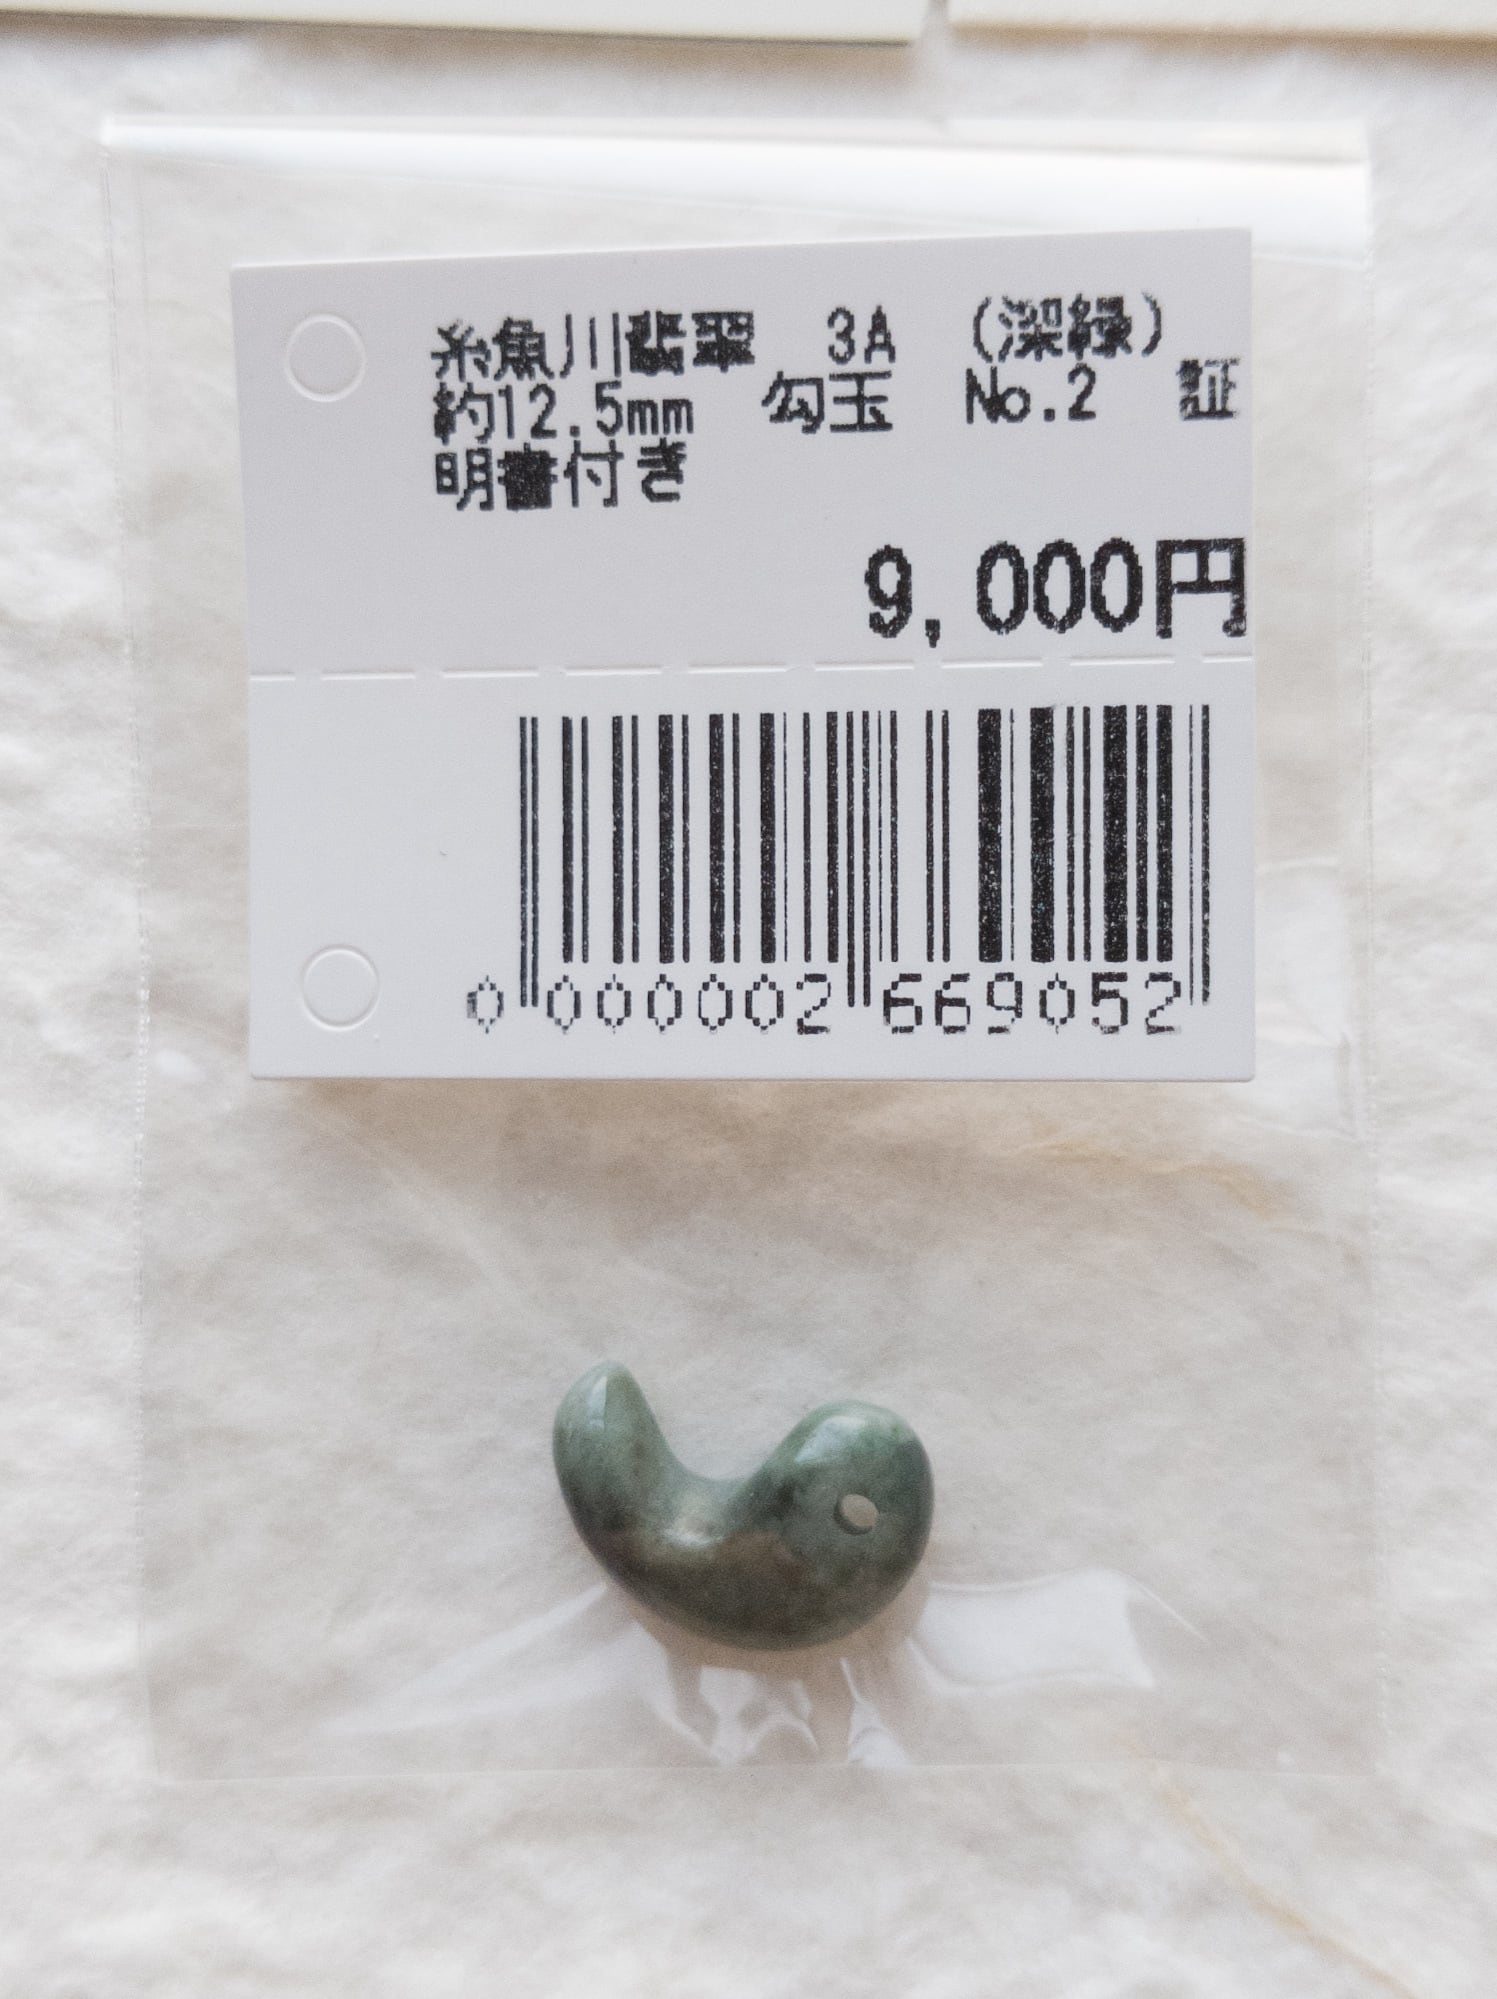 糸魚川翡翠 3A (深緑)
約12.5mm 勾玉 No.2 証
明書付き
9,000円
0 000002 669052